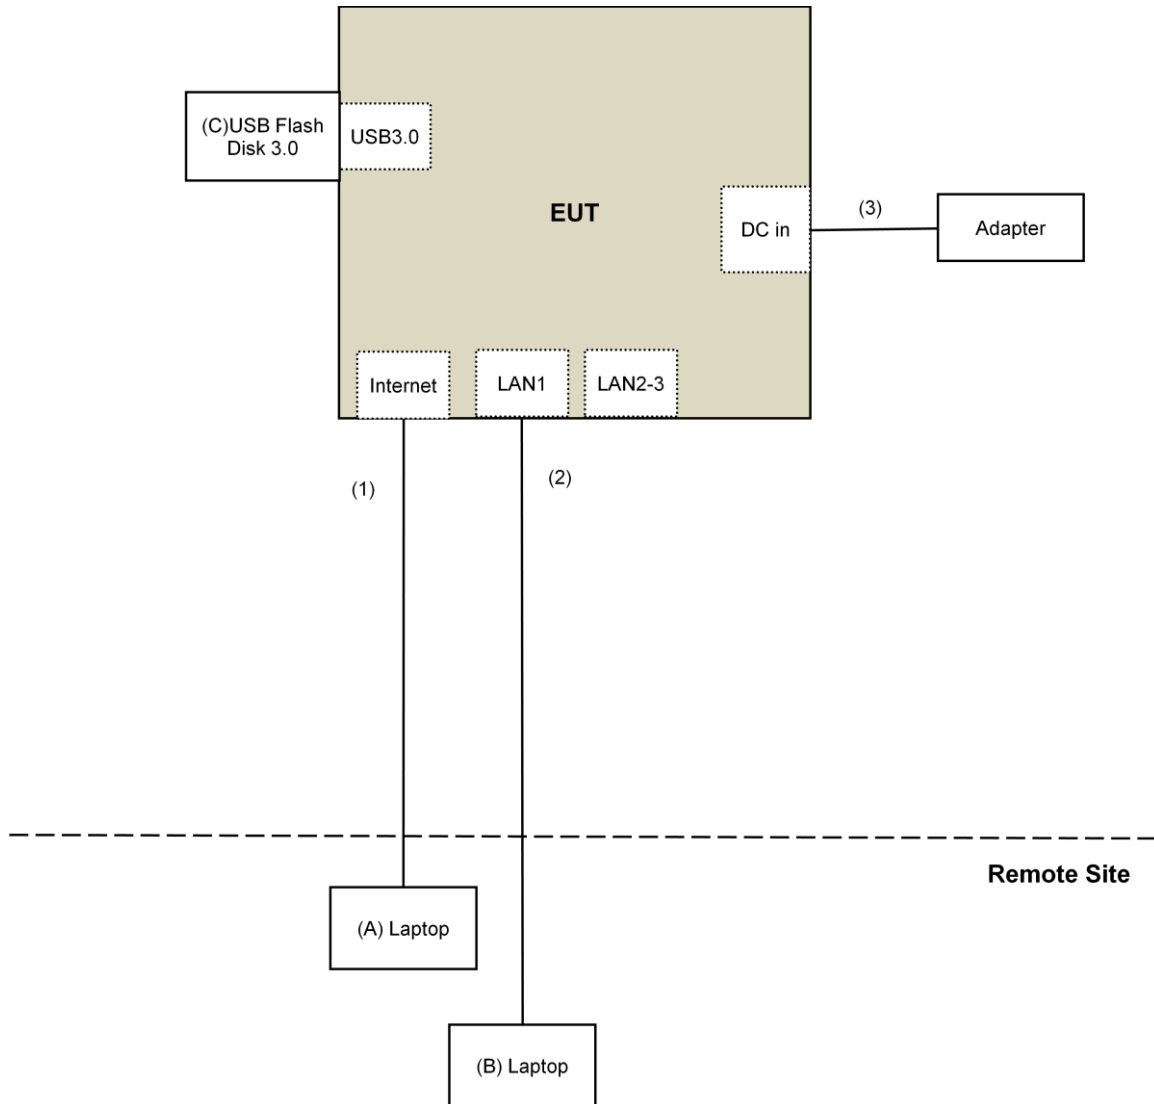 (C)USB Flash
Disk 3.0
USB3.0
EUT
DC in
(3)
Adapter
Internet
LAN1
LAN2-3
(1)
(2)
Remote Site
(A) Laptop
(B) Laptop